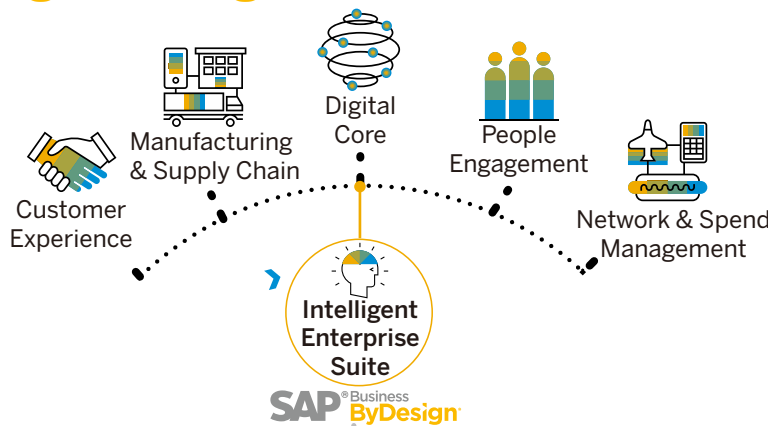 Digital
Core
Manufacturing
& Supply Chain
People
Engagement
Customer
Experience
Network & Spend
Management
Intelligent
Enterprise
Suite
SAP® Business
ByDesign